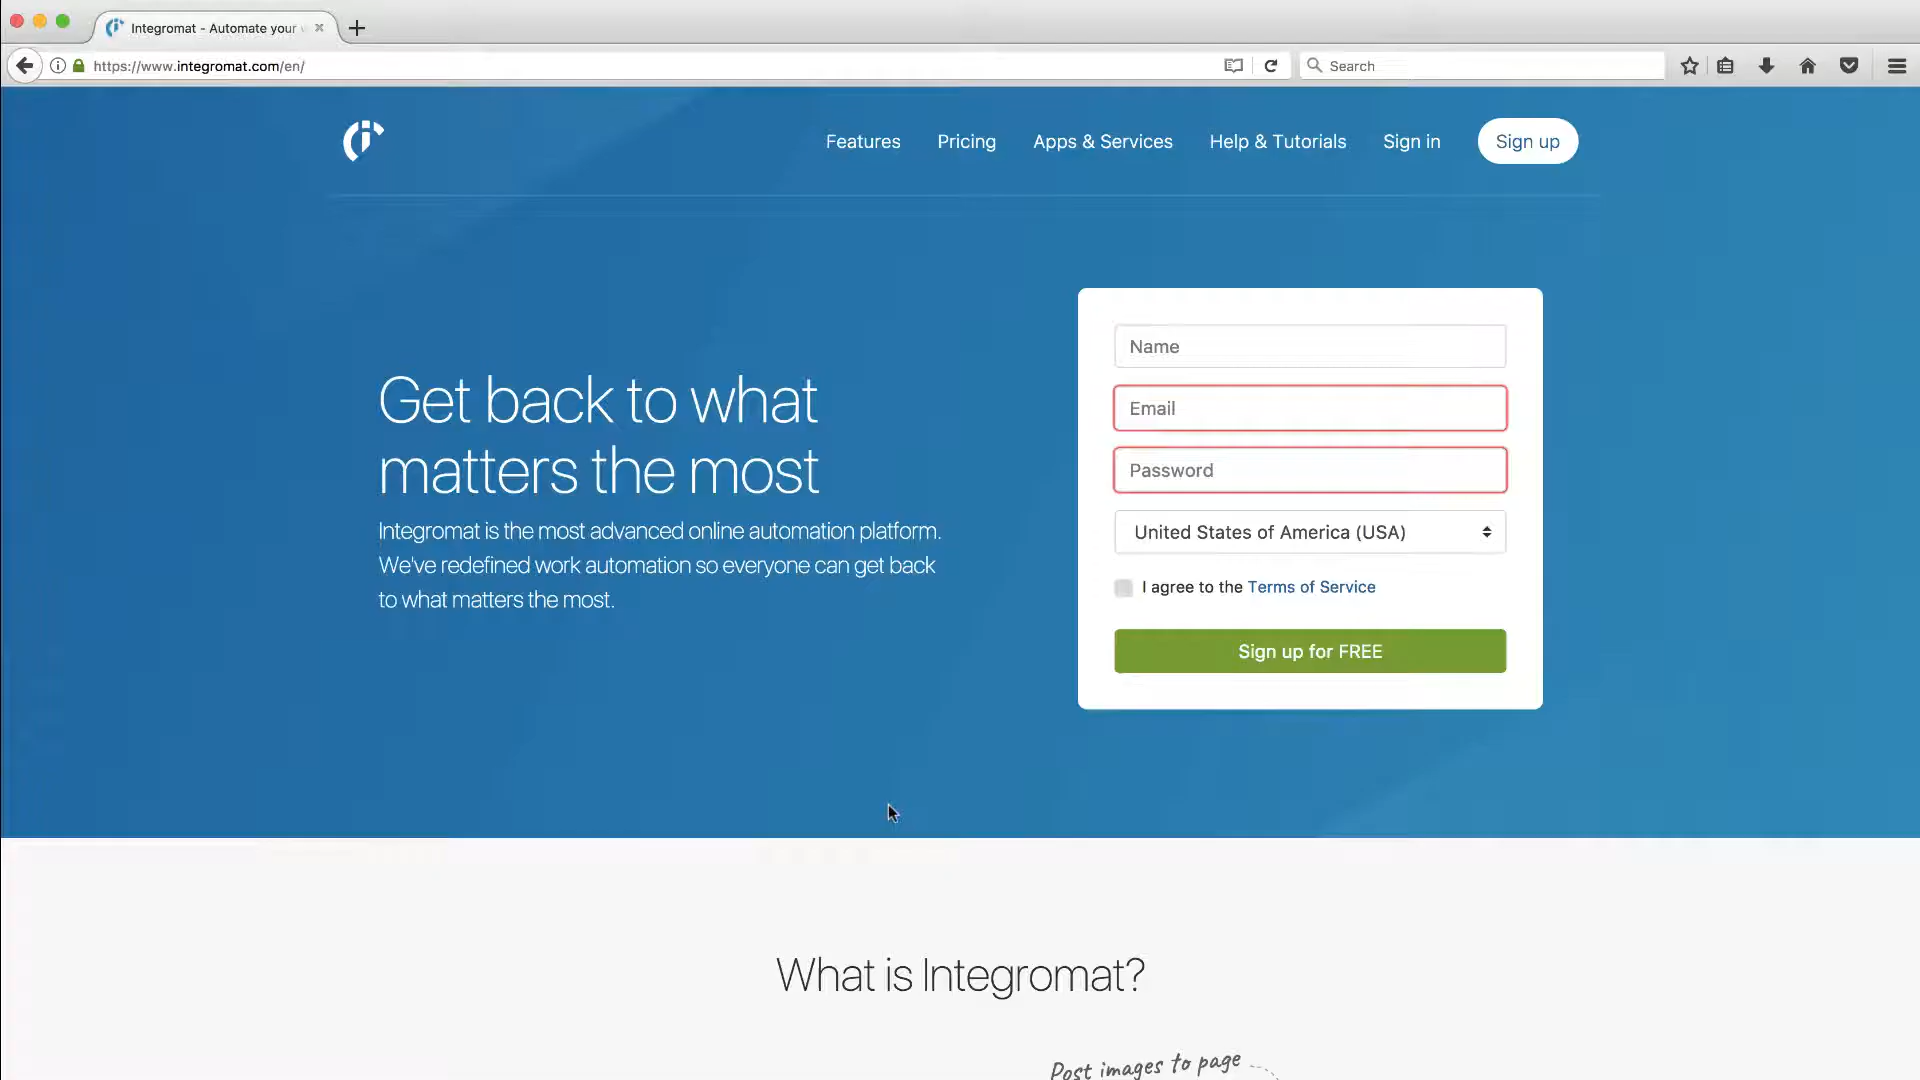 Integromat - Automate your
https://www.integromat.com/en/
Search
Features
Pricing
Apps & Services
Help & Tutorials
Sign in
Sign up
Get back to what
matters the most
Integromat is the most advanced online automation platform.
We've redefined work automation so everyone can get back
to what matters the most.
Name
Email
Password
United States of America (USA)
I agree to the Terms of Service
Sign up for FREE
What is Integromat?
Post images to page